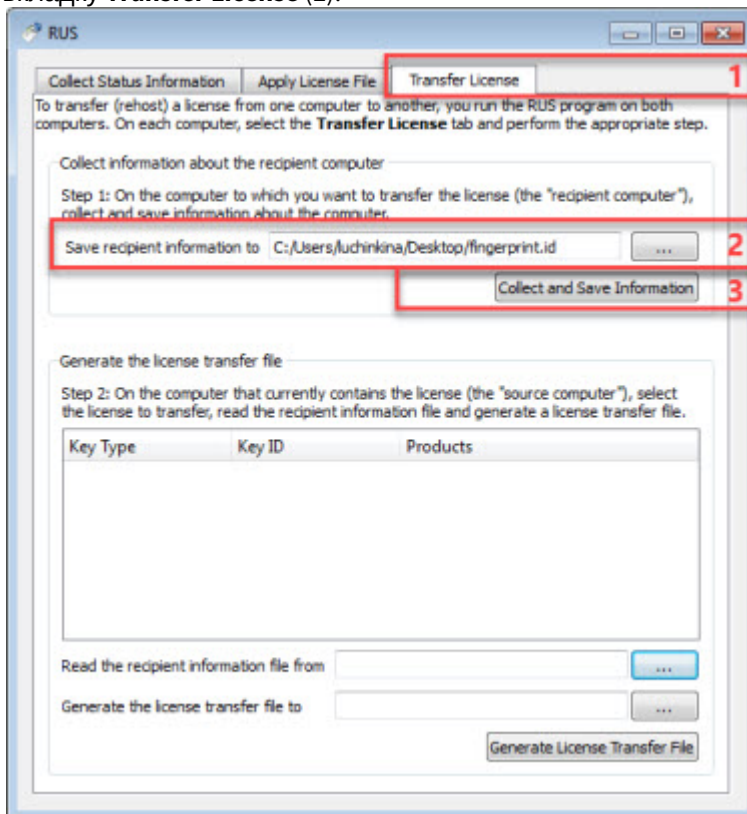 вкладку Transfer License (1).
RUS
Collect Status Information Apply License File Transfer License 1
To transfer (rehost) a license from one computer to another, you run the RUS program on both
computers. On each computer, select the Transfer License tab and perform the appropriate step.
Collect information about the recipient computer
Step 1: On the computer to which you want to transfer the license (the "recipient computer"),
collect and save information about the computer.
Save recipient information to C:/Users/luchinkina/Desktop/fingerprint.id ... 2
Collect and Save Information 3
Generate the license transfer file
Step 2: On the computer that currently contains the license (the "source computer"), select
the license to transfer, read the recipient information file and generate a license transfer file.
Key Type Key ID Products
Read the recipient information file from ...
Generate the license transfer file to ...
Generate License Transfer File